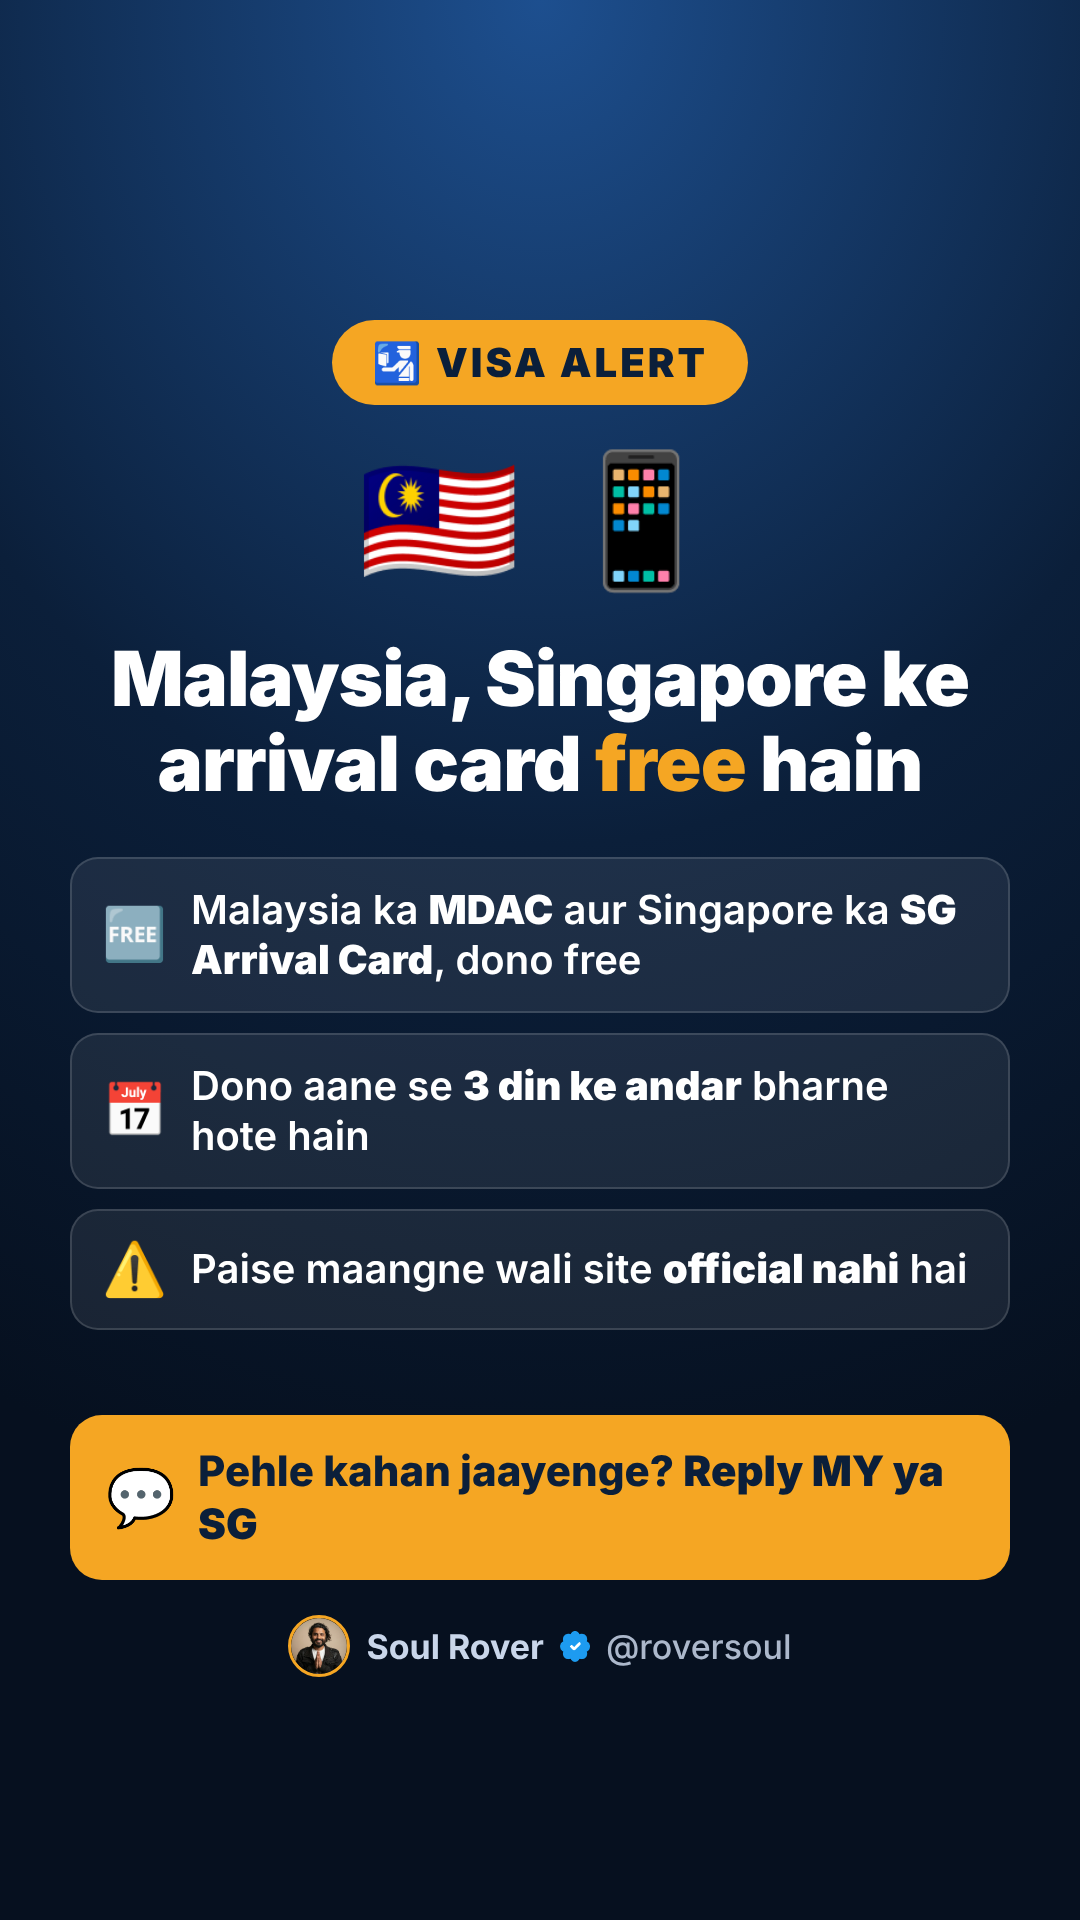 VISA ALERT
Malaysia, Singapore ke
arrival card free hain
FREE
Malaysia ka MDAC aur Singapore ka SG
Arrival Card, dono free
July
17
Dono aane se 3 din ke andar bharne
hote hain
Paise maangne wali site official nahi hai
Pehle kahan jaayenge? Reply MY ya
SG
Soul Rover @roversoul